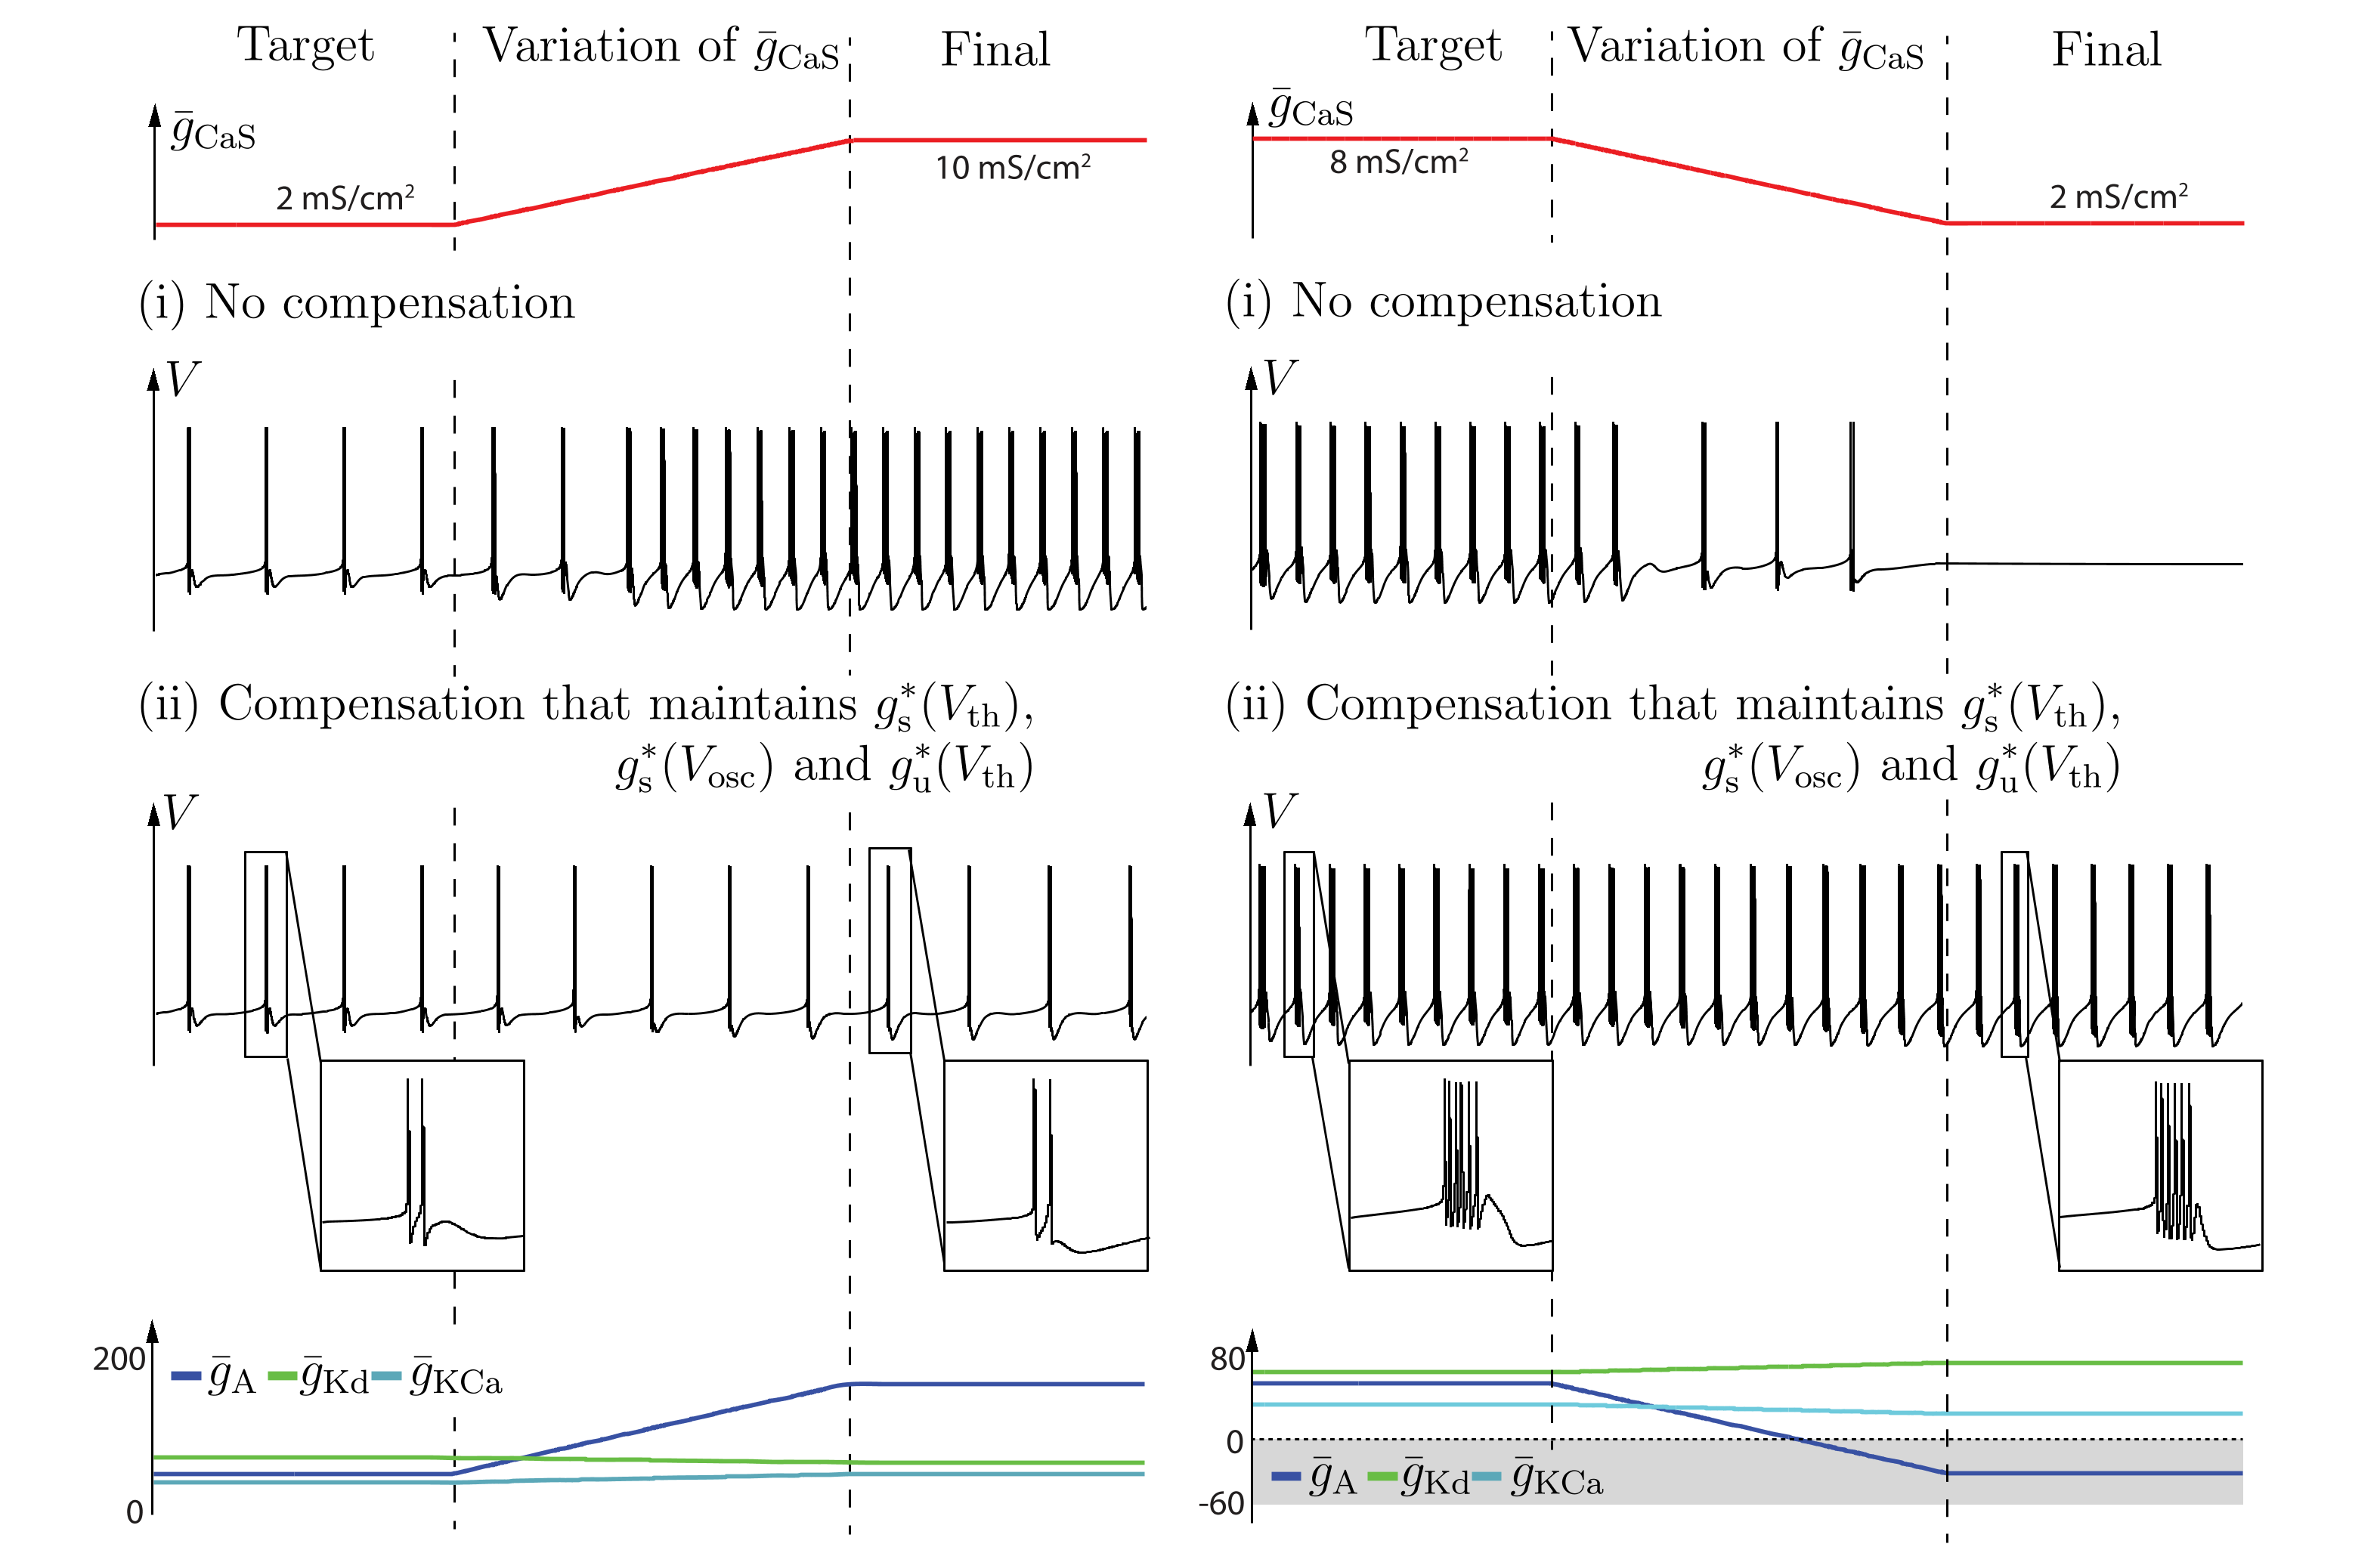 Target Variation of ḡCaS Final
ḡCaS
2 mS/cm²
10 mS/cm²
(i) No compensation
V
(ii) Compensation that maintains g*s(Vth),
g*s(Vosc) and g*u(Vth)
V
200
ḡA ḡKd ḡKCa
0
Target Variation of ḡCaS Final
ḡCaS
8 mS/cm²
2 mS/cm²
(i) No compensation
V
(ii) Compensation that maintains g*s(Vth),
g*s(Vosc) and g*u(Vth)
V
80
0
ḡA ḡKd ḡKCa
-60